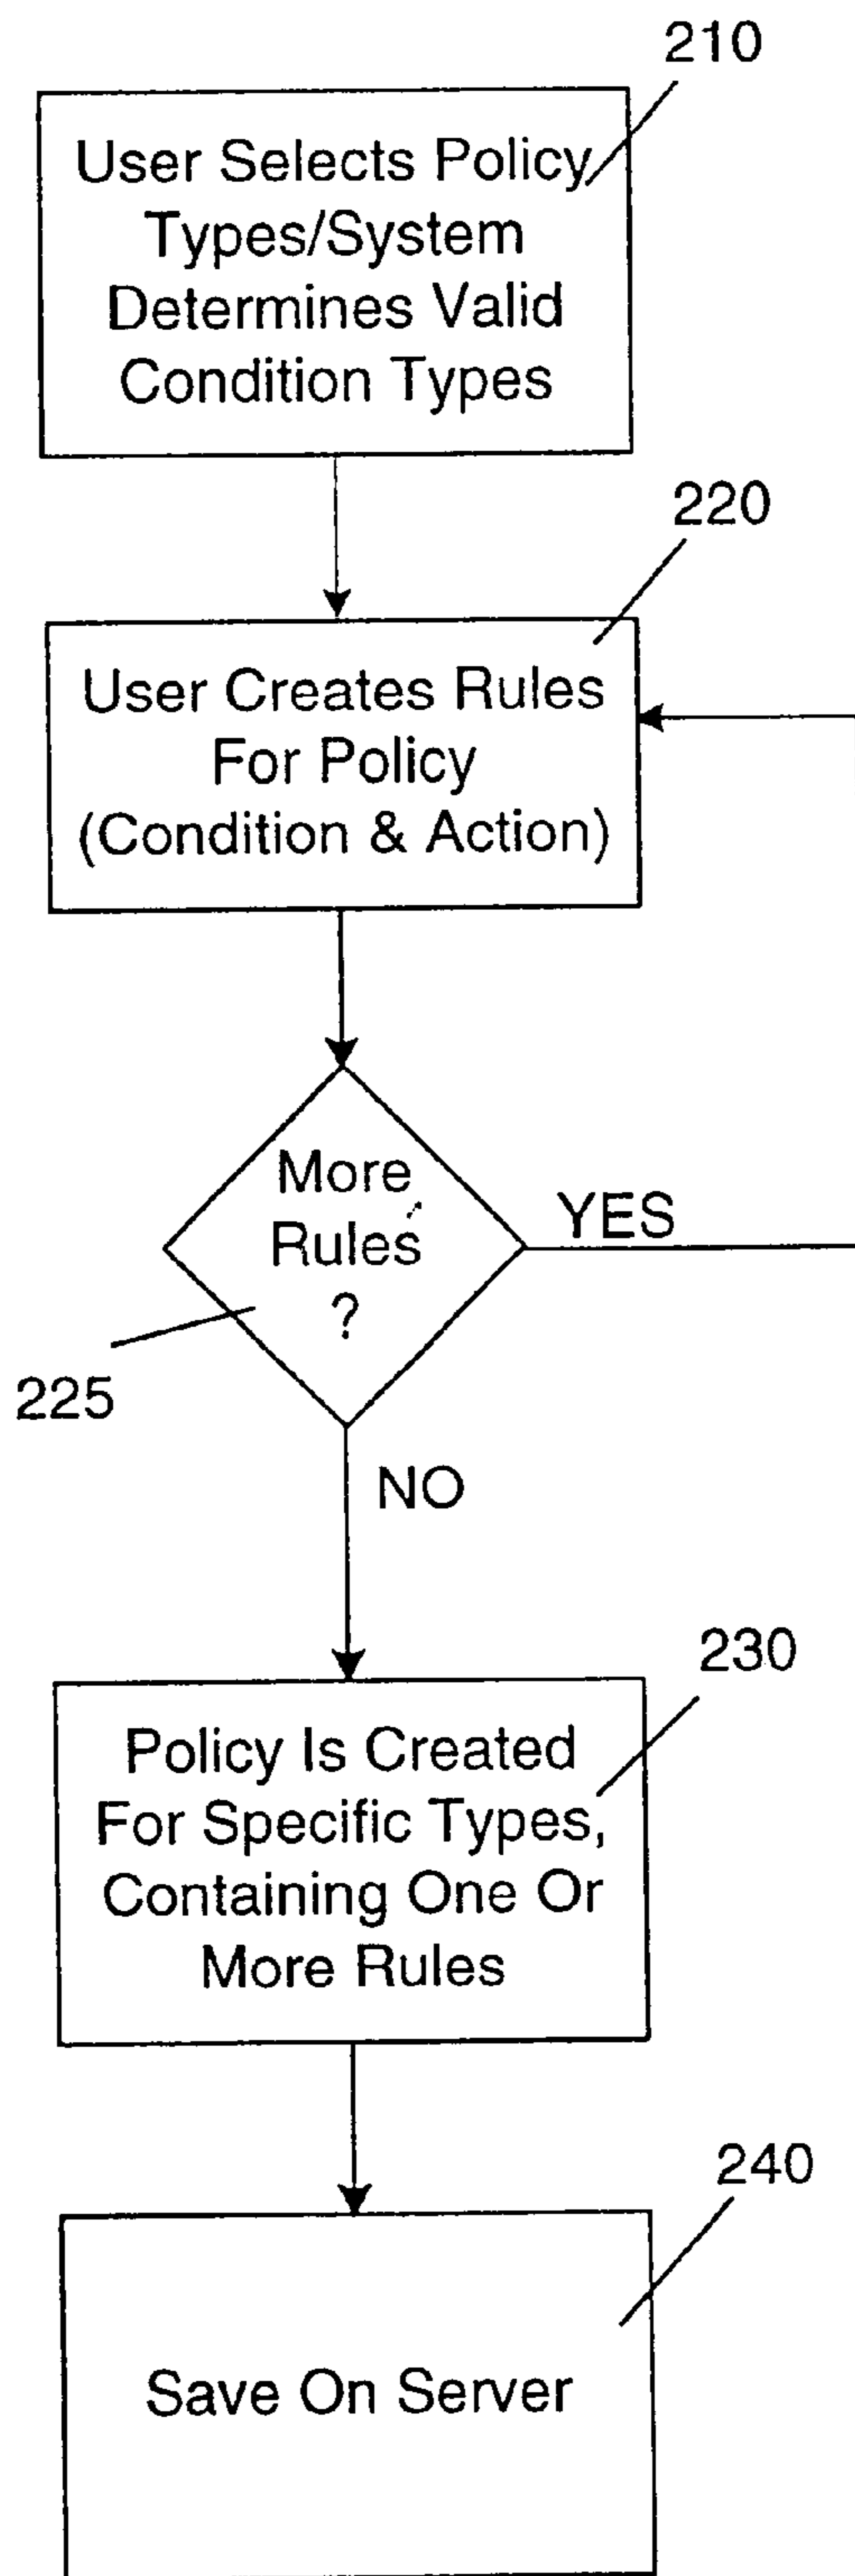 210
User Selects Policy
Types/System
Determines Valid
Condition Types
220
User Creates Rules
For Policy
(Condition & Action)
More
Rules
?
YES
225
NO
230
Policy Is Created
For Specific Types,
Containing One Or
More Rules
240
Save On Server